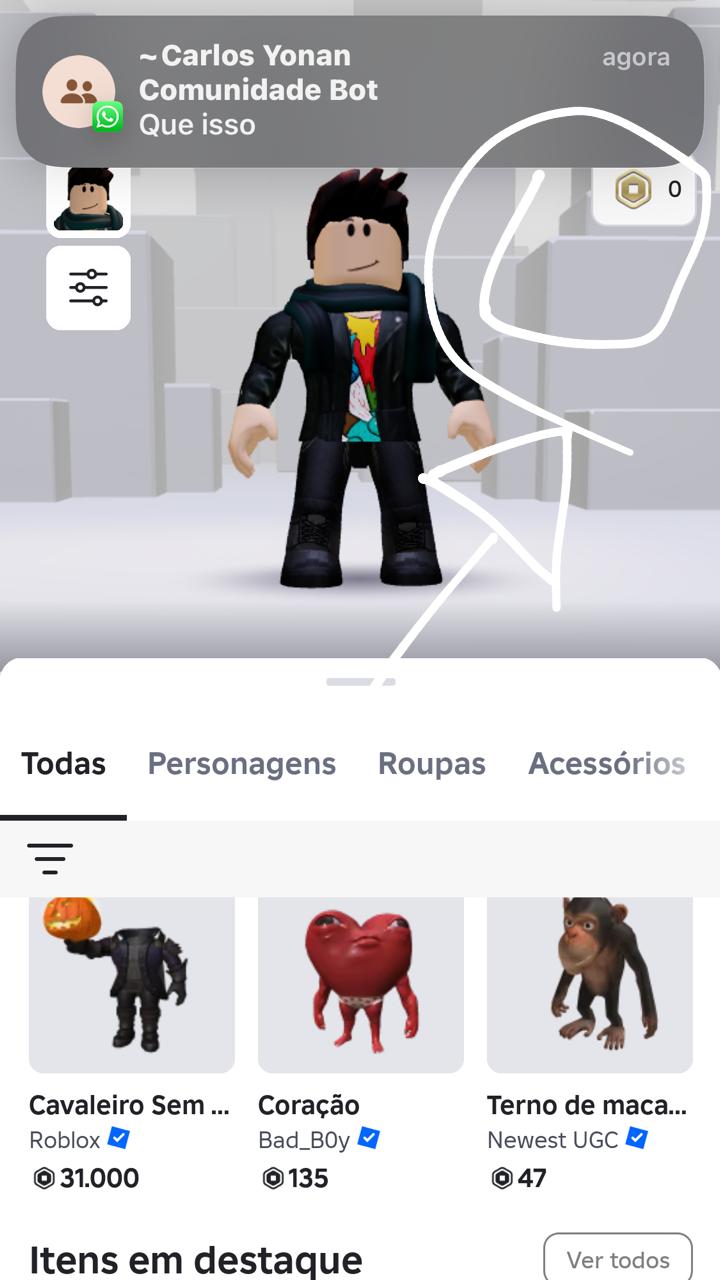 ~Carlos Yonan
agora
Comunidade Bot
Que isso
0
Todas Personagens Roupas Acessórios
Cavaleiro Sem ... Coração Terno de maca...
Roblox Bad_B0y Newest UGC
31.000 135 47
Itens em destaque Ver todos